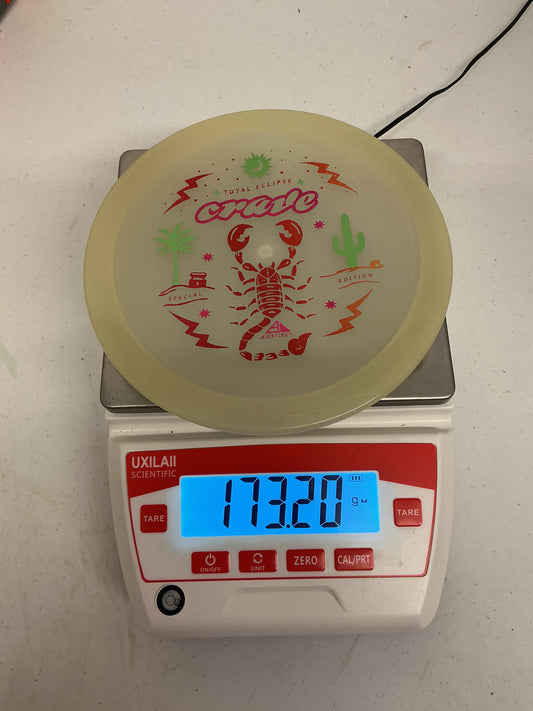 TOTAL ECLIPSE
crave
SPECIAL
EDITION
AXIOM
UXILAII
SCIENTIFIC
173.20 g
TARE
TARE
ON/OFF
UNIT
ZERO
CAL/PRT